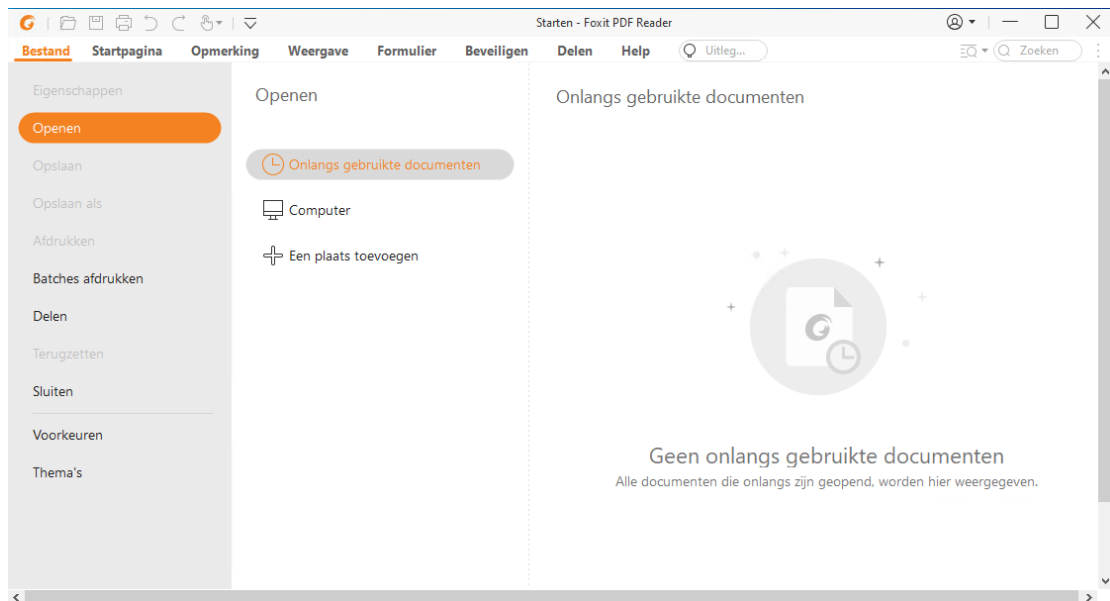 Starten - Foxit PDF Reader
Bestand Startpagina Opmerking Weergave Formulier Beveiligen Delen Help Uitleg... Zoeken
Eigenschappen
Openen
Opslaan
Opslaan als
Afdrukken
Batches afdrukken
Delen
Terugzetten
Sluiten
Voorkeuren
Thema's
Openen
Onlangs gebruikte documenten
Computer
Een plaats toevoegen
Onlangs gebruikte documenten
Geen onlangs gebruikte documenten
Alle documenten die onlangs zijn geopend, worden hier weergegeven.